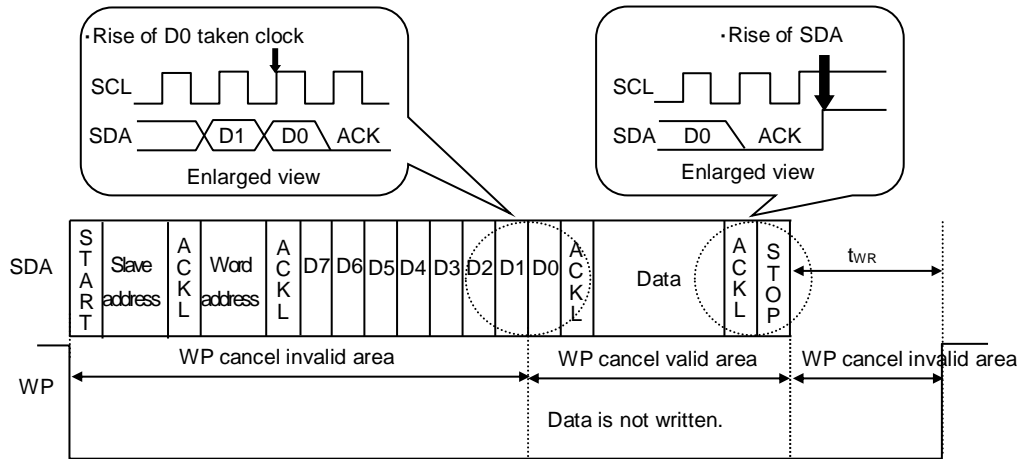 ・Rise of D0 taken clock
SCL
SDA D1 D0 ACK
Enlarged view
・Rise of SDA
SCL
SDA D0 ACK
Enlarged view
SDA START Slave address ACKL Word address ACKL D7 D6 D5 D4 D3 D2 D1 D0 ACKL Data ACKL STOP tWR
WP cancel invalid area WP cancel valid area WP cancel invalid area
WP
Data is not written.